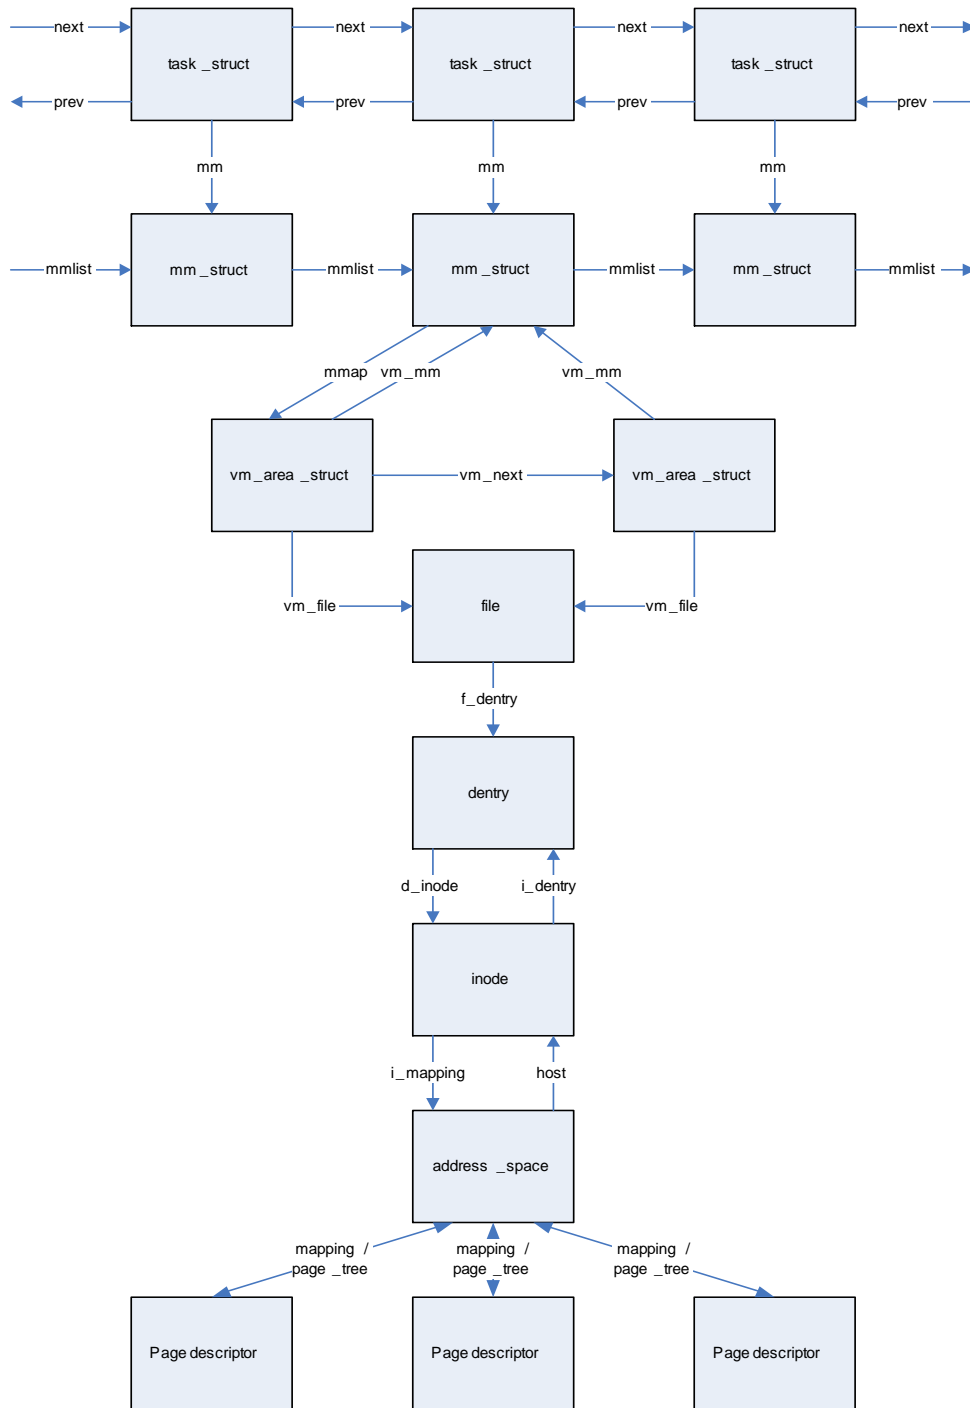 next next next next
task _struct task _struct task _struct
prev prev prev prev
mm mm mm
mm _struct mm _struct mm _struct
mmlist mmlist mmlist mmlist
mmap vm _mm vm _mm
vm _area _struct vm _next vm _area _struct
vm _file file vm _file
f _dentry
dentry
d _inode i _dentry
inode
i _mapping host
address _space
mapping / mapping / mapping /
page _tree page _tree page _tree
Page descriptor Page descriptor Page descriptor